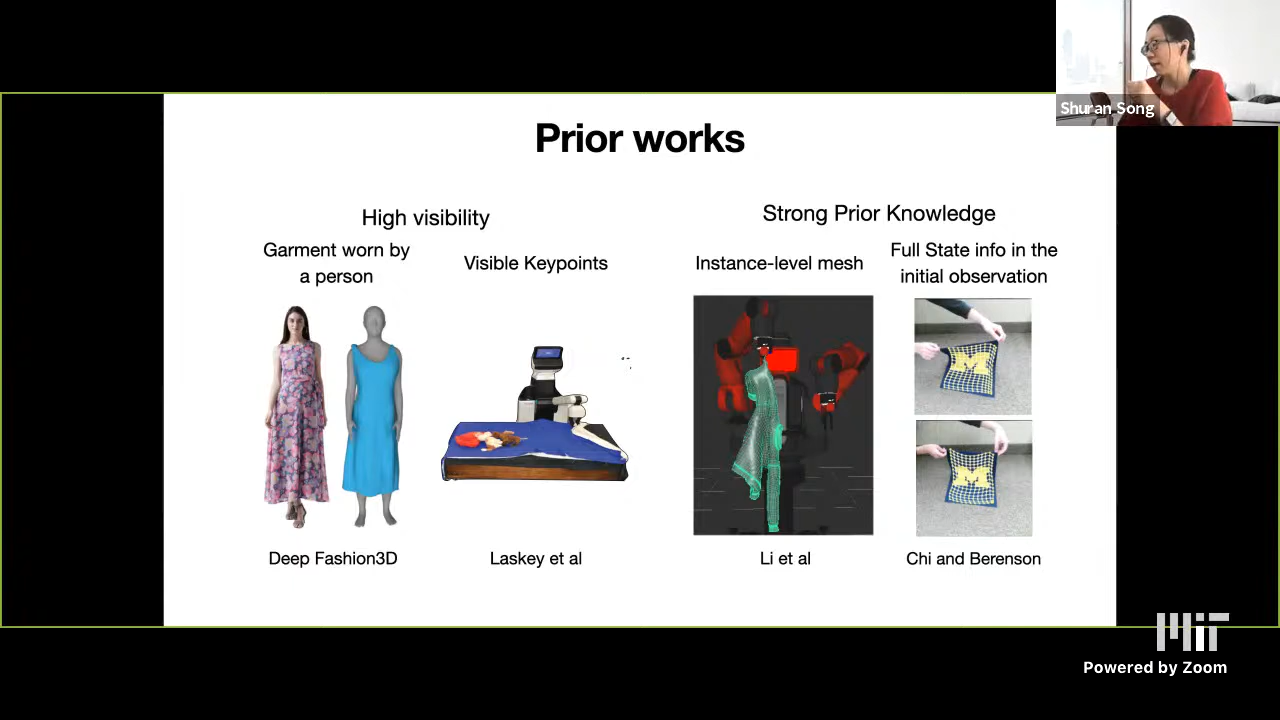 Shuran Song
Prior works
High visibility
Strong Prior Knowledge
Garment worn by
a person
Visible Keypoints
Instance-level mesh
Full State info in the
initial observation
M
M
Deep Fashion3D
Laskey et al
Li et al
Chi and Berenson
MIT
Powered by Zoom